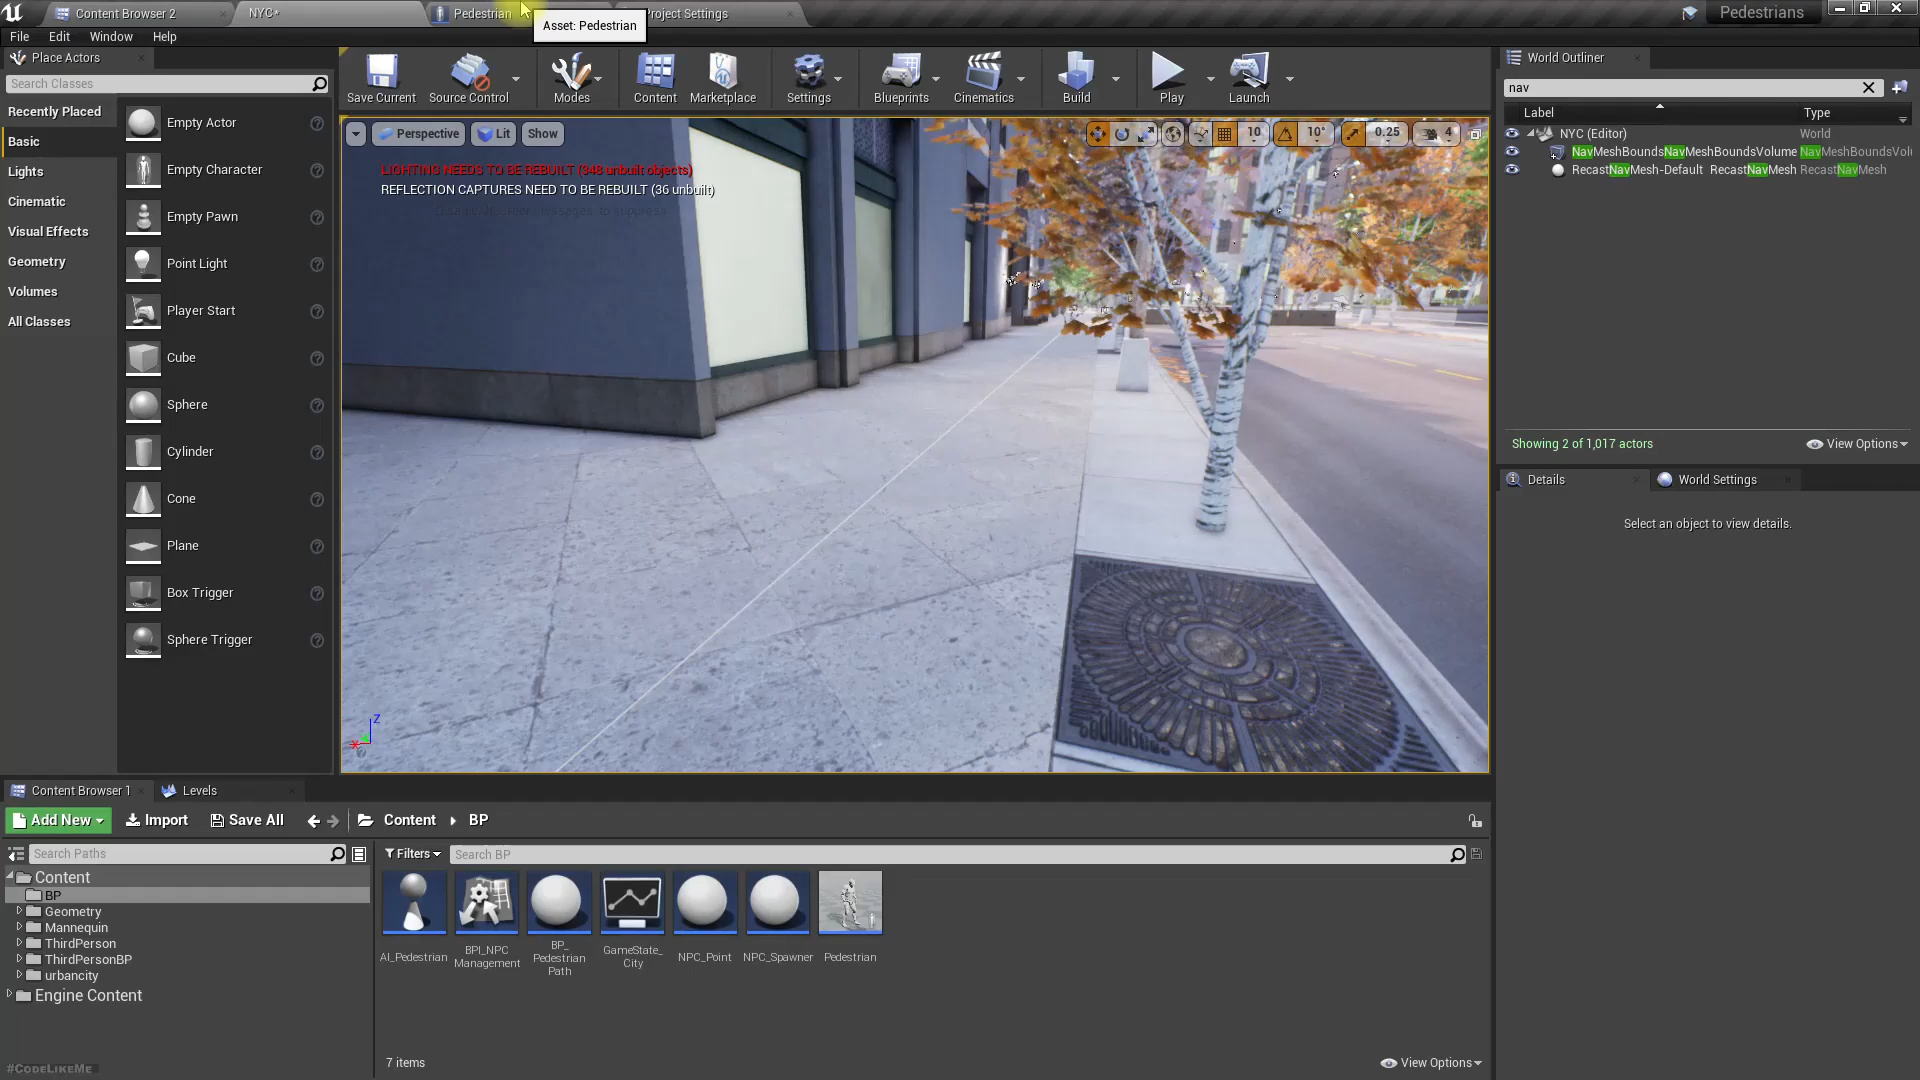 Content Browser 2
NYC*
Pedestrian
Project Settings
Pedestrians
Asset: Pedestrian
File
Edit
Window
Help
Place Actors
Search Classes
Recently Placed
Basic
Lights
Cinematic
Visual Effects
Geometry
Volumes
All Classes
Empty Actor
Empty Character
Empty Pawn
Point Light
Player Start
Cube
Sphere
Cylinder
Cone
Plane
Box Trigger
Sphere Trigger
Save Current
Source Control
Modes
Content
Marketplace
Settings
Blueprints
Cinematics
Build
Play
Launch
Perspective
Lit
Show
10
10°
0.25
4
LIGHTING NEEDS TO BE REBUILT (348 unbuilt objects)
REFLECTION CAPTURES NEED TO BE REBUILT (36 unbuilt)
Z
World Outliner
nav
Label
Type
NYC (Editor)
World
NavMeshBoundsNavMeshBoundsVolume
NavMeshBoundsVolu
RecastNavMesh-Default RecastNavMesh
RecastNavMesh
Showing 2 of 1,017 actors
View Options
Details
World Settings
Select an object to view details.
Content Browser 1
Levels
Add New
Import
Save All
Content
BP
Search Paths
Filters
Search BP
Content
BP
Geometry
Mannequin
ThirdPerson
ThirdPersonBP
urbancity
Engine Content
AI_Pedestrian
BPI_NPC
Management
BP_
Pedestrian
Path
GameState_
City
NPC_Point
NPC_Spawner
Pedestrian
7 items
View Options
#CODELIKEME